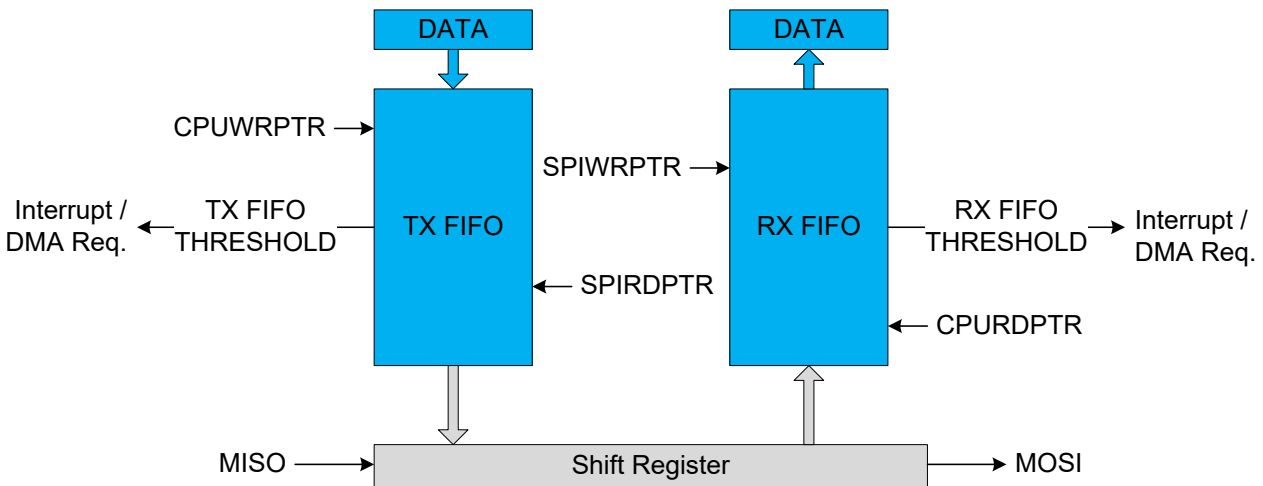 DATA
DATA
CPUWRPTR
SPIWRPTR
Interrupt /
DMA Req.
TX FIFO
THRESHOLD
TX FIFO
RX FIFO
RX FIFO
THRESHOLD
Interrupt /
DMA Req.
SPIRDPTR
CPURDPTR
MISO
Shift Register
MOSI